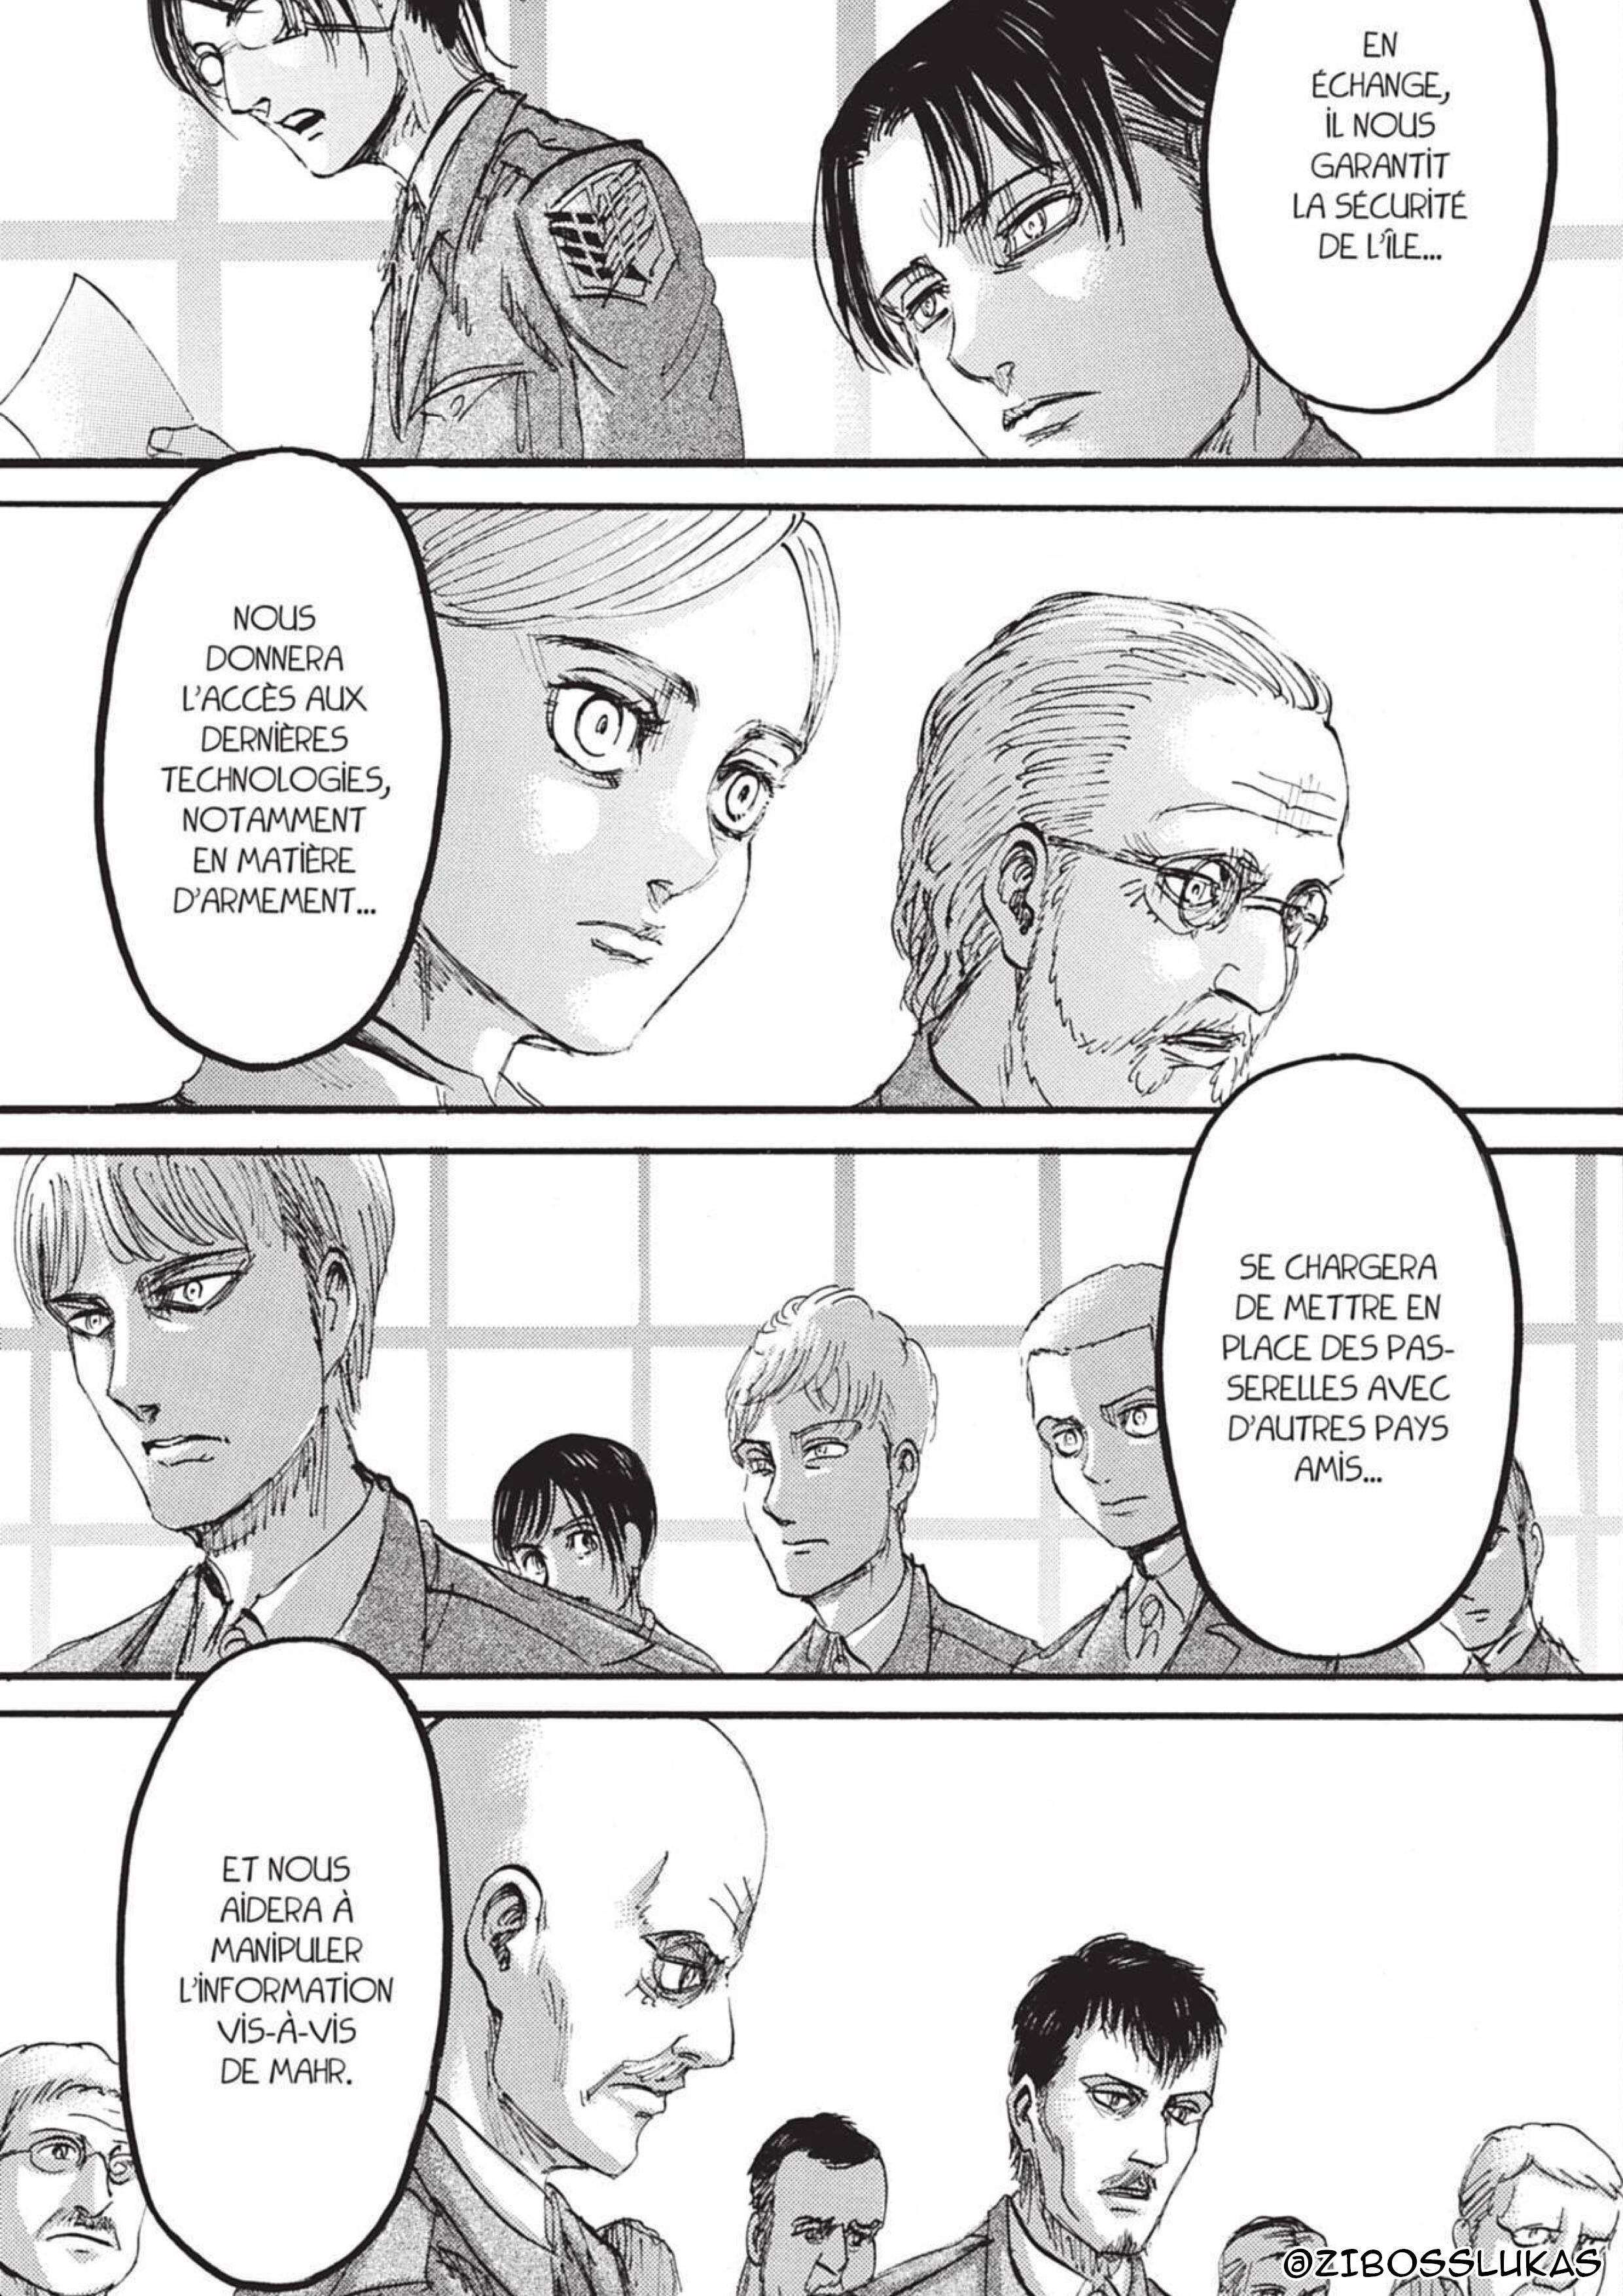 EN
ÉCHANGE,
IL NOUS
GARANTIT
LA SÉCURITÉ
DE L'ÎLE...
NOUS
DONNERA
L'ACCÈS AUX
DERNIÈRES
TECHNOLOGIES,
NOTAMMENT
EN MATIÈRE
D'ARMEMENT...
SE CHARGERA
DE METTRE EN
PLACE DES PAS-
SERELLES AVEC
D'AUTRES PAYS
AMIS...
ET NOUS
AIDERA À
MANIPULER
L'INFORMATION
VIS-À-VIS
DE MAHR.
@ZIBOSSLUKAS